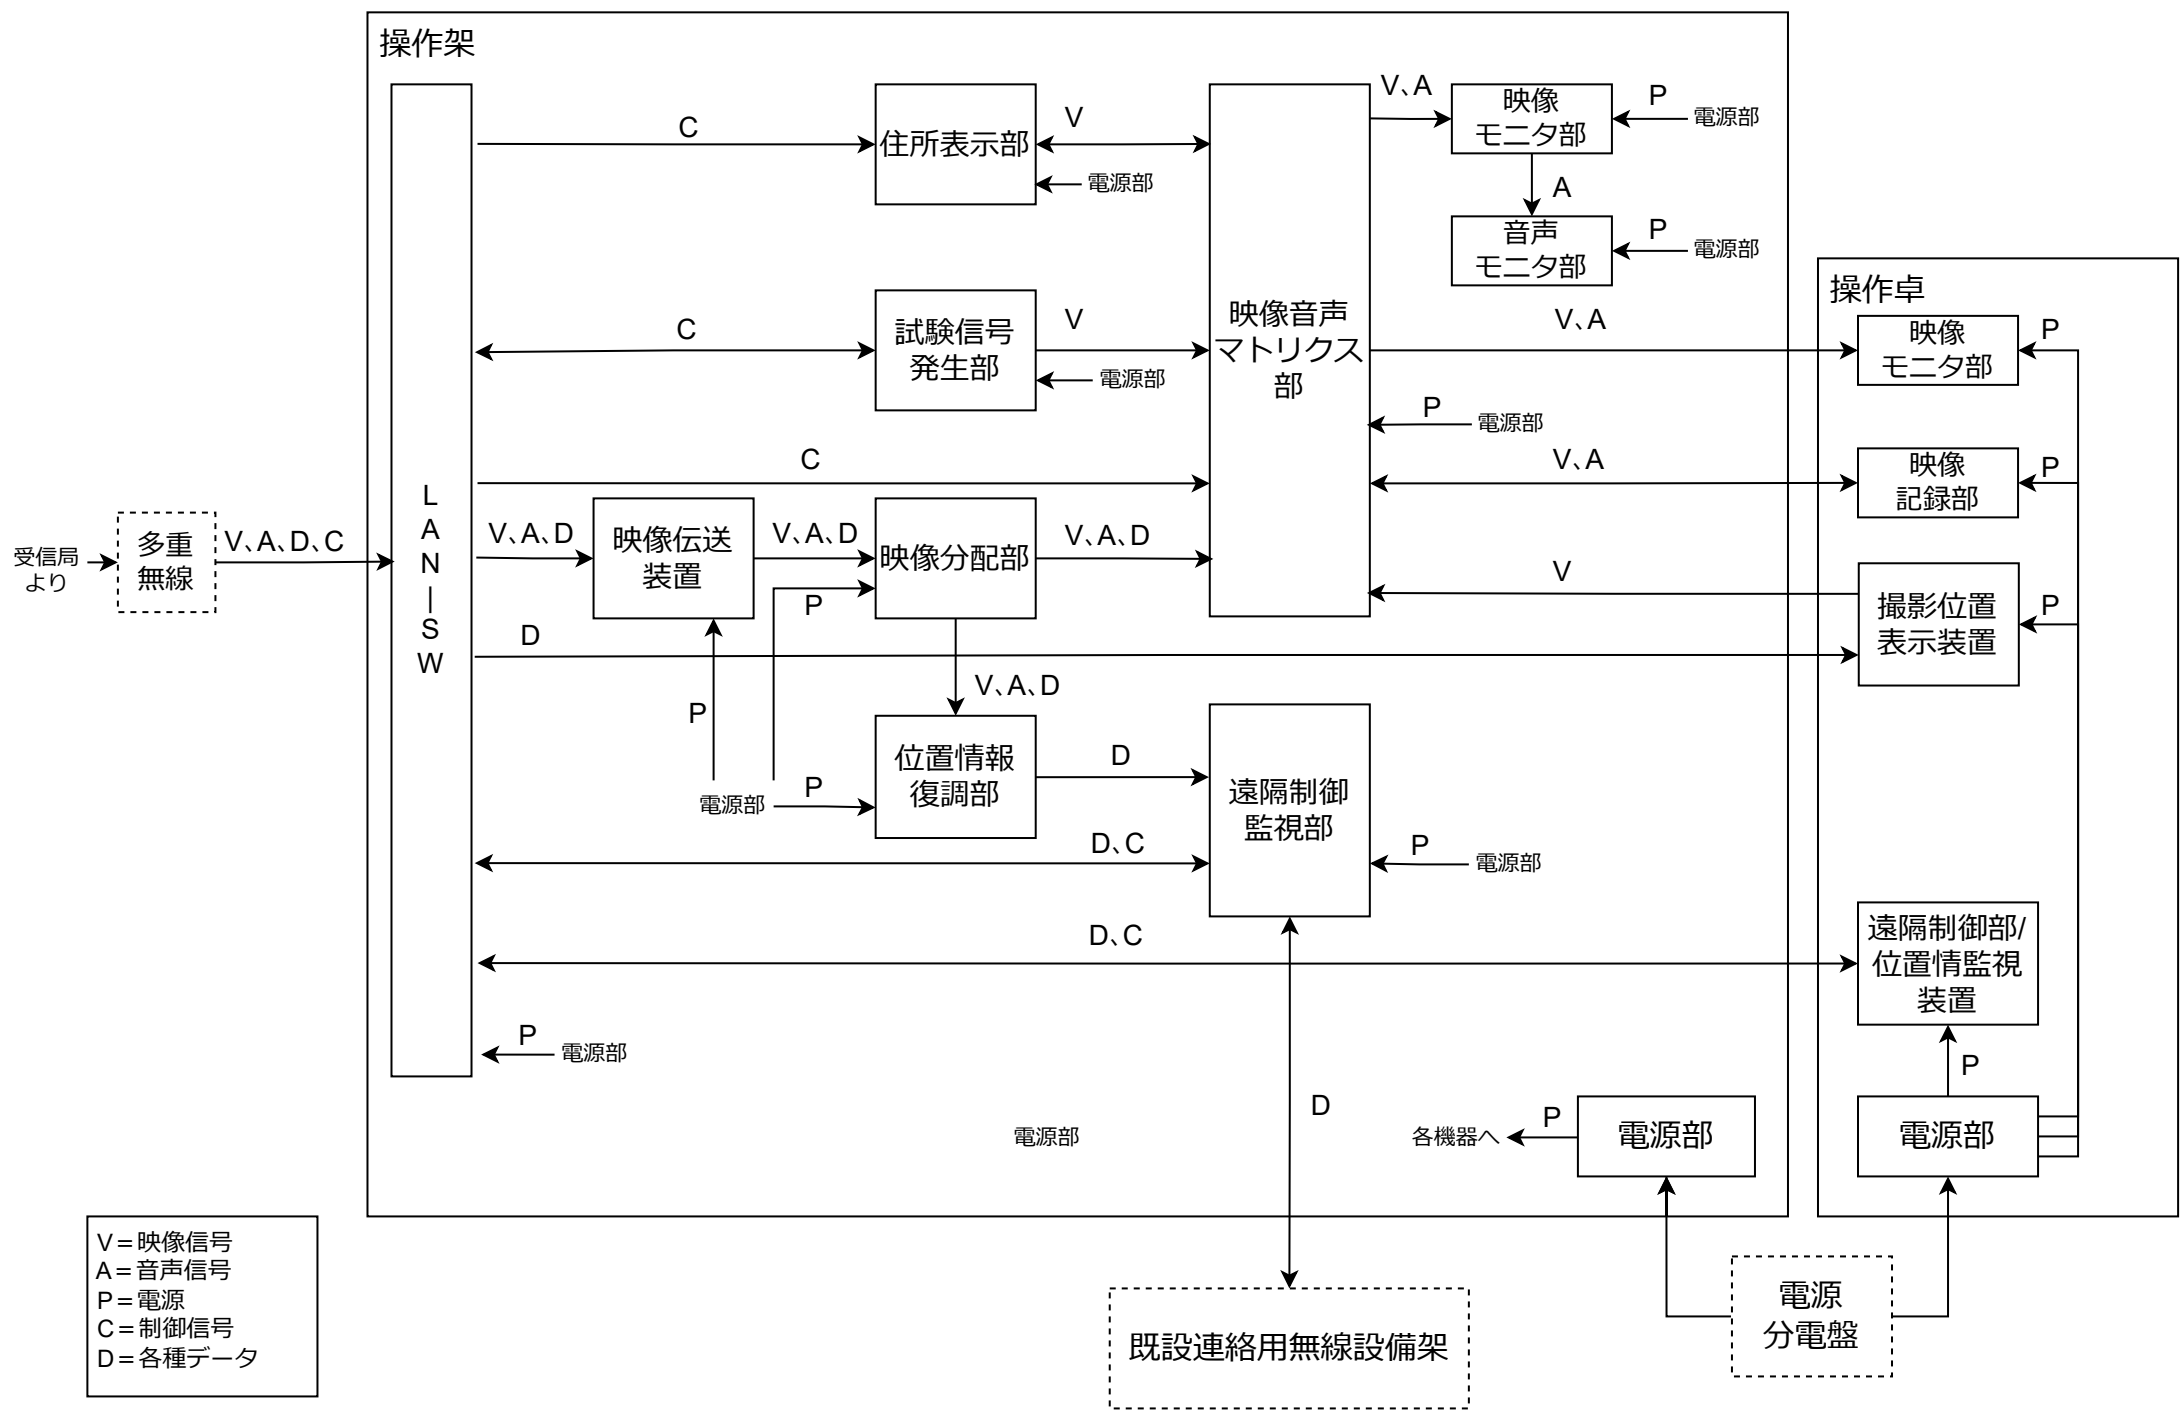 操作架
C
住所表示部
V
電源部
V、A
映像
モニタ部
P
電源部
A
音声
モニタ部
P
電源部
C
試験信号
発生部
V
電源部
映像音声
マトリクス
部
V、A
P
電源部
C
V、A
操作卓
映像
モニタ部
P
映像
記録部
P
受信局
より
多重
無線
V、A、D、C
L
A
N
|
S
W
V、A、D
映像伝送
装置
V、A、D
映像分配部
V、A、D
P
V
撮影位置
表示装置
P
D
P
V、A、D
電源部
P
位置情報
復調部
D
遠隔制御
監視部
P
電源部
D、C
D、C
遠隔制御部/
位置情監視
装置
P
P
電源部
電源部
D
各機器へ
P
電源部
電源部
V＝映像信号
A＝音声信号
P＝電源
C＝制御信号
D＝各種データ
既設連絡用無線設備架
電源
分電盤